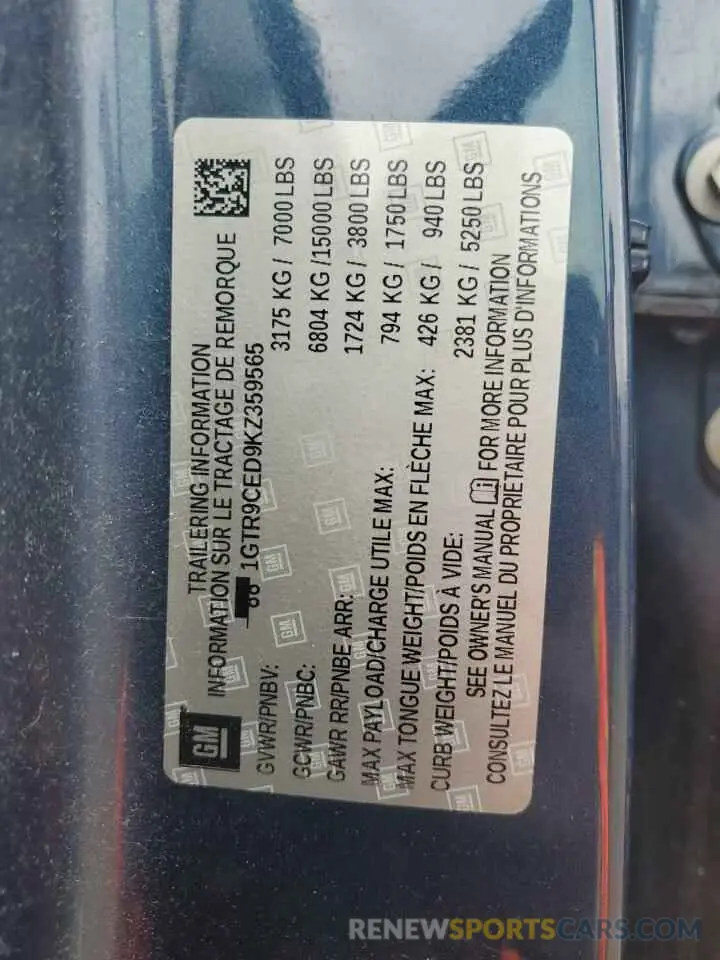 GM
TRAILERING INFORMATION
INFORMATION SUR LE TRACTAGE DE REMORQUE
1GTR9CED9KZ359565
GVWR/PNBV: 3175 KG / 7000 LBS
GCWR/PNBC: 6804 KG /15000 LBS
GAWR RR/PNBE ARR: 1724 KG / 3800 LBS
MAX PAYLOAD/CHARGE UTILE MAX: 794 KG / 1750 LBS
MAX TONGUE WEIGHT/POIDS EN FLÈCHE MAX: 426 KG / 940 LBS
CURB WEIGHT/POIDS À VIDE: 2381 KG / 5250 LBS
SEE OWNER'S MANUAL FOR MORE INFORMATION
CONSULTEZ LE MANUEL DU PROPRIÉTAIRE POUR PLUS D'INFORMATIONS
RENEWSPORTSCARS.COM